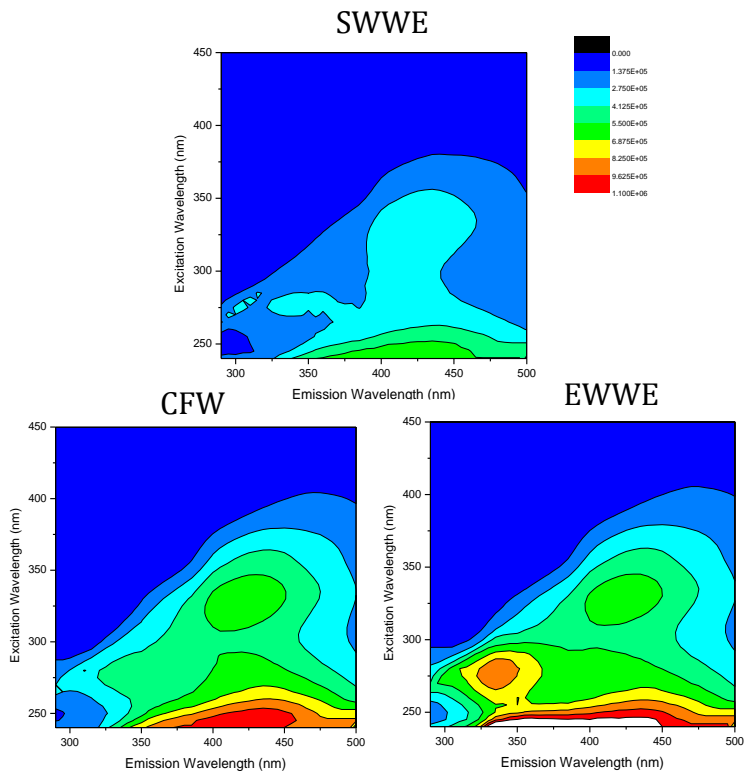 SWWE
450
400
350
300
250
300
350
400
450
500
Excitation Wavelength (nm)
Emission Wavelength (nm)
0.000
1.375E+05
2.750E+05
4.125E+05
5.500E+05
6.875E+05
8.250E+05
9.625E+05
1.100E+06
CFW
450
400
350
300
250
300
350
400
450
500
Excitation Wavelength (nm)
Emission Wavelength (nm)
EWWE
450
400
350
300
250
300
350
400
450
500
Excitation Wavelength (nm)
Emission Wavelength (nm)